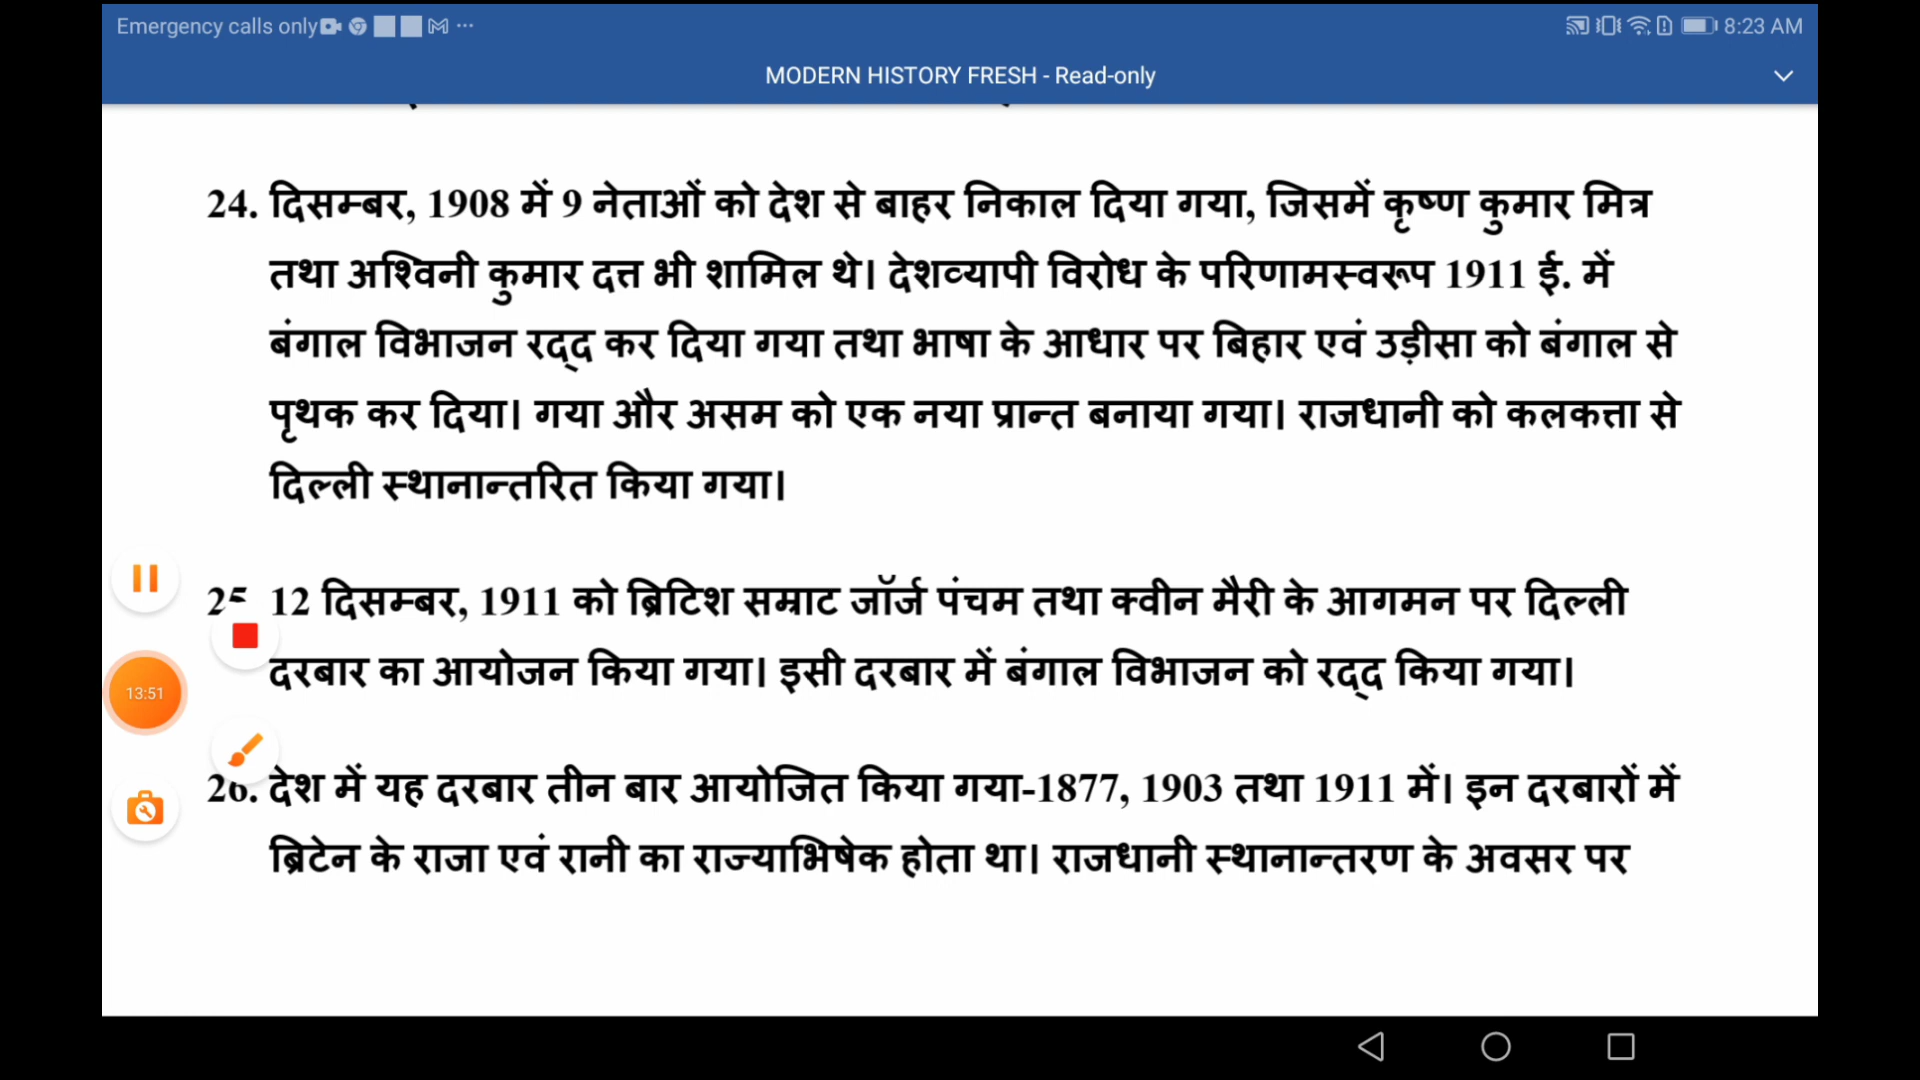 Emergency calls only ... 8:23 AM
MODERN HISTORY FRESH - Read-only
24. दिसम्बर, 1908 में 9 नेताओं को देश से बाहर निकाल दिया गया, जिसमें कृष्ण कुमार मित्र
तथा अश्विनी कुमार दत्त भी शामिल थे। देशव्यापी विरोध के परिणामस्वरूप 1911 ई. में
बंगाल विभाजन रद्द कर दिया गया तथा भाषा के आधार पर बिहार एवं उड़ीसा को बंगाल से
पृथक कर दिया। गया और असम को एक नया प्रान्त बनाया गया। राजधानी को कलकत्ता से
दिल्ली स्थानान्तरित किया गया।
25 12 दिसम्बर, 1911 को ब्रिटिश सम्राट जॉर्ज पंचम तथा क्वीन मैरी के आगमन पर दिल्ली
दरबार का आयोजन किया गया। इसी दरबार में बंगाल विभाजन को रद्द किया गया।
13:51
26. देश में यह दरबार तीन बार आयोजित किया गया-1877, 1903 तथा 1911 में। इन दरबारों में
ब्रिटेन के राजा एवं रानी का राज्याभिषेक होता था। राजधानी स्थानान्तरण के अवसर पर